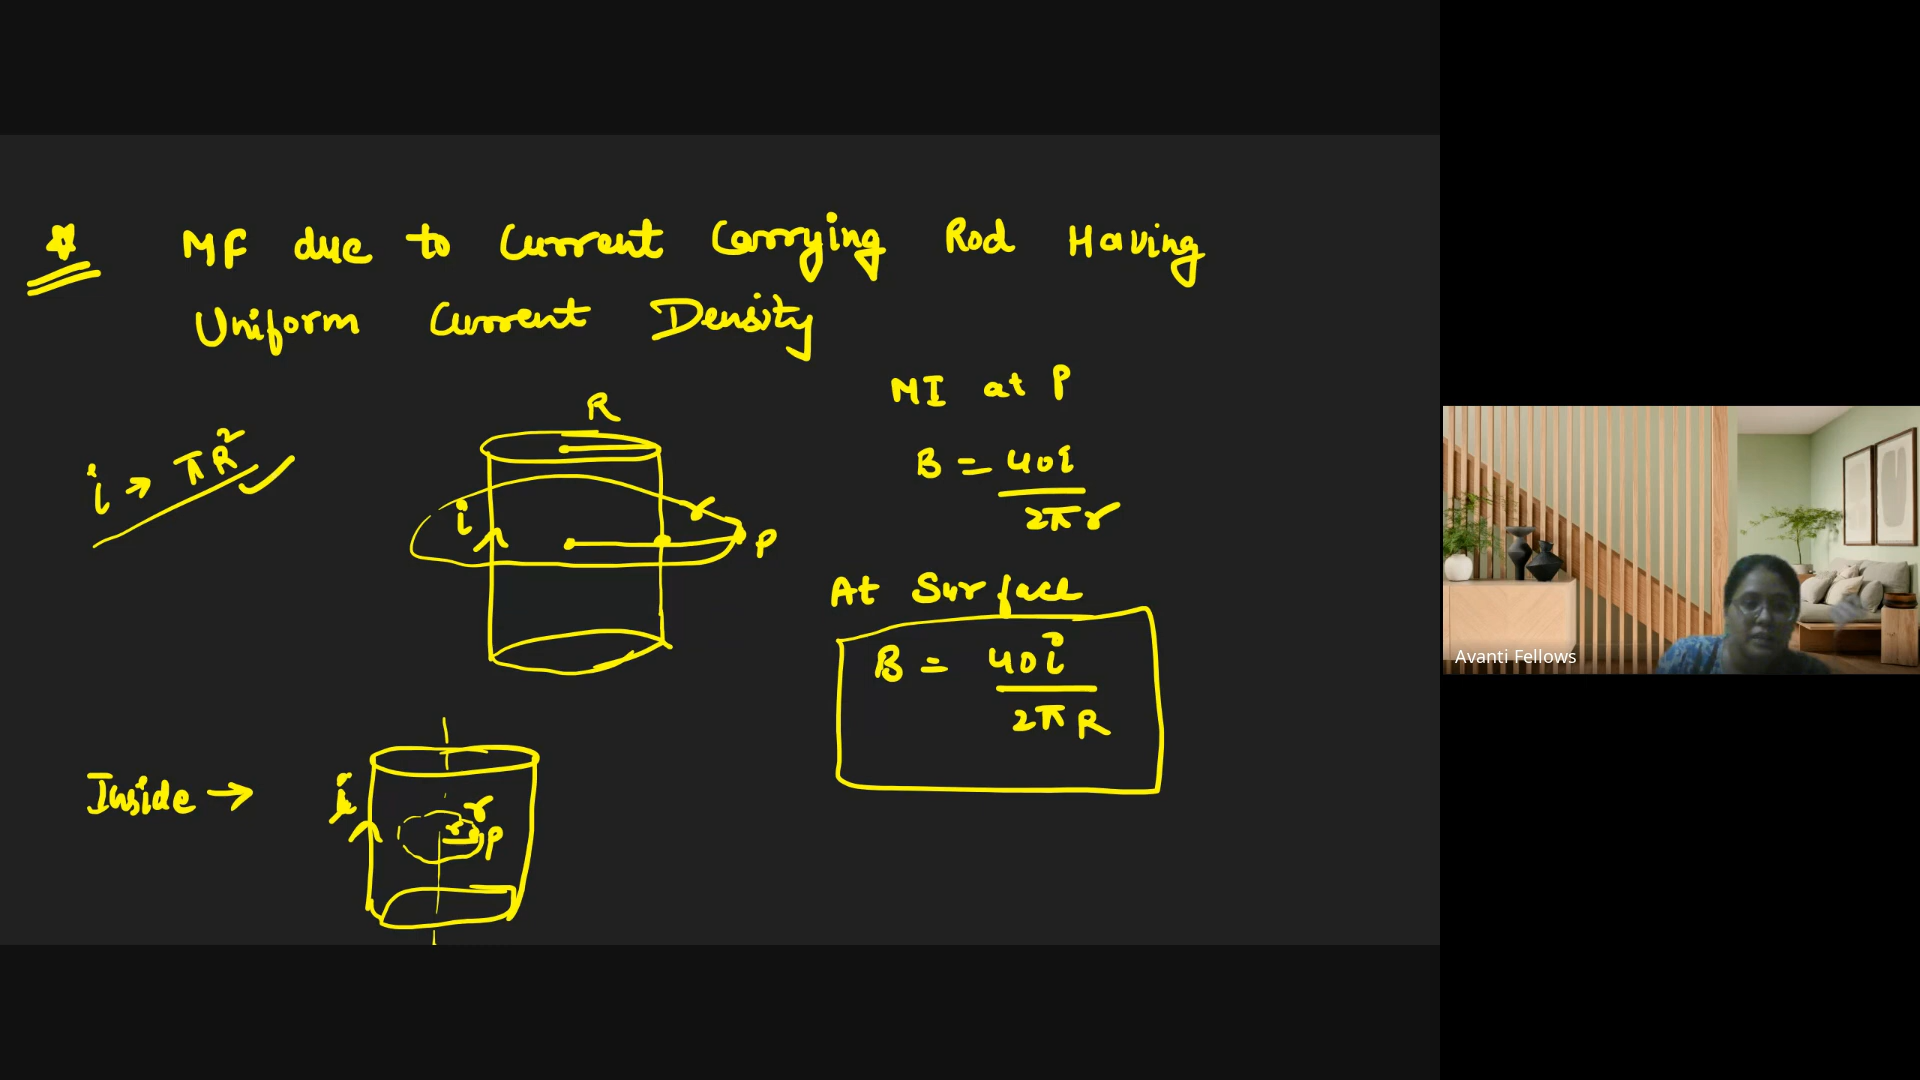 MF due to Current Carrying Rod Having
Uniform Current Density
i → πR²
R
i
r
P
MI at P
B = μ0i
2πr
At Surface
B = μ0i
2πR
Inside →
i
r
P
Avanti Fellows